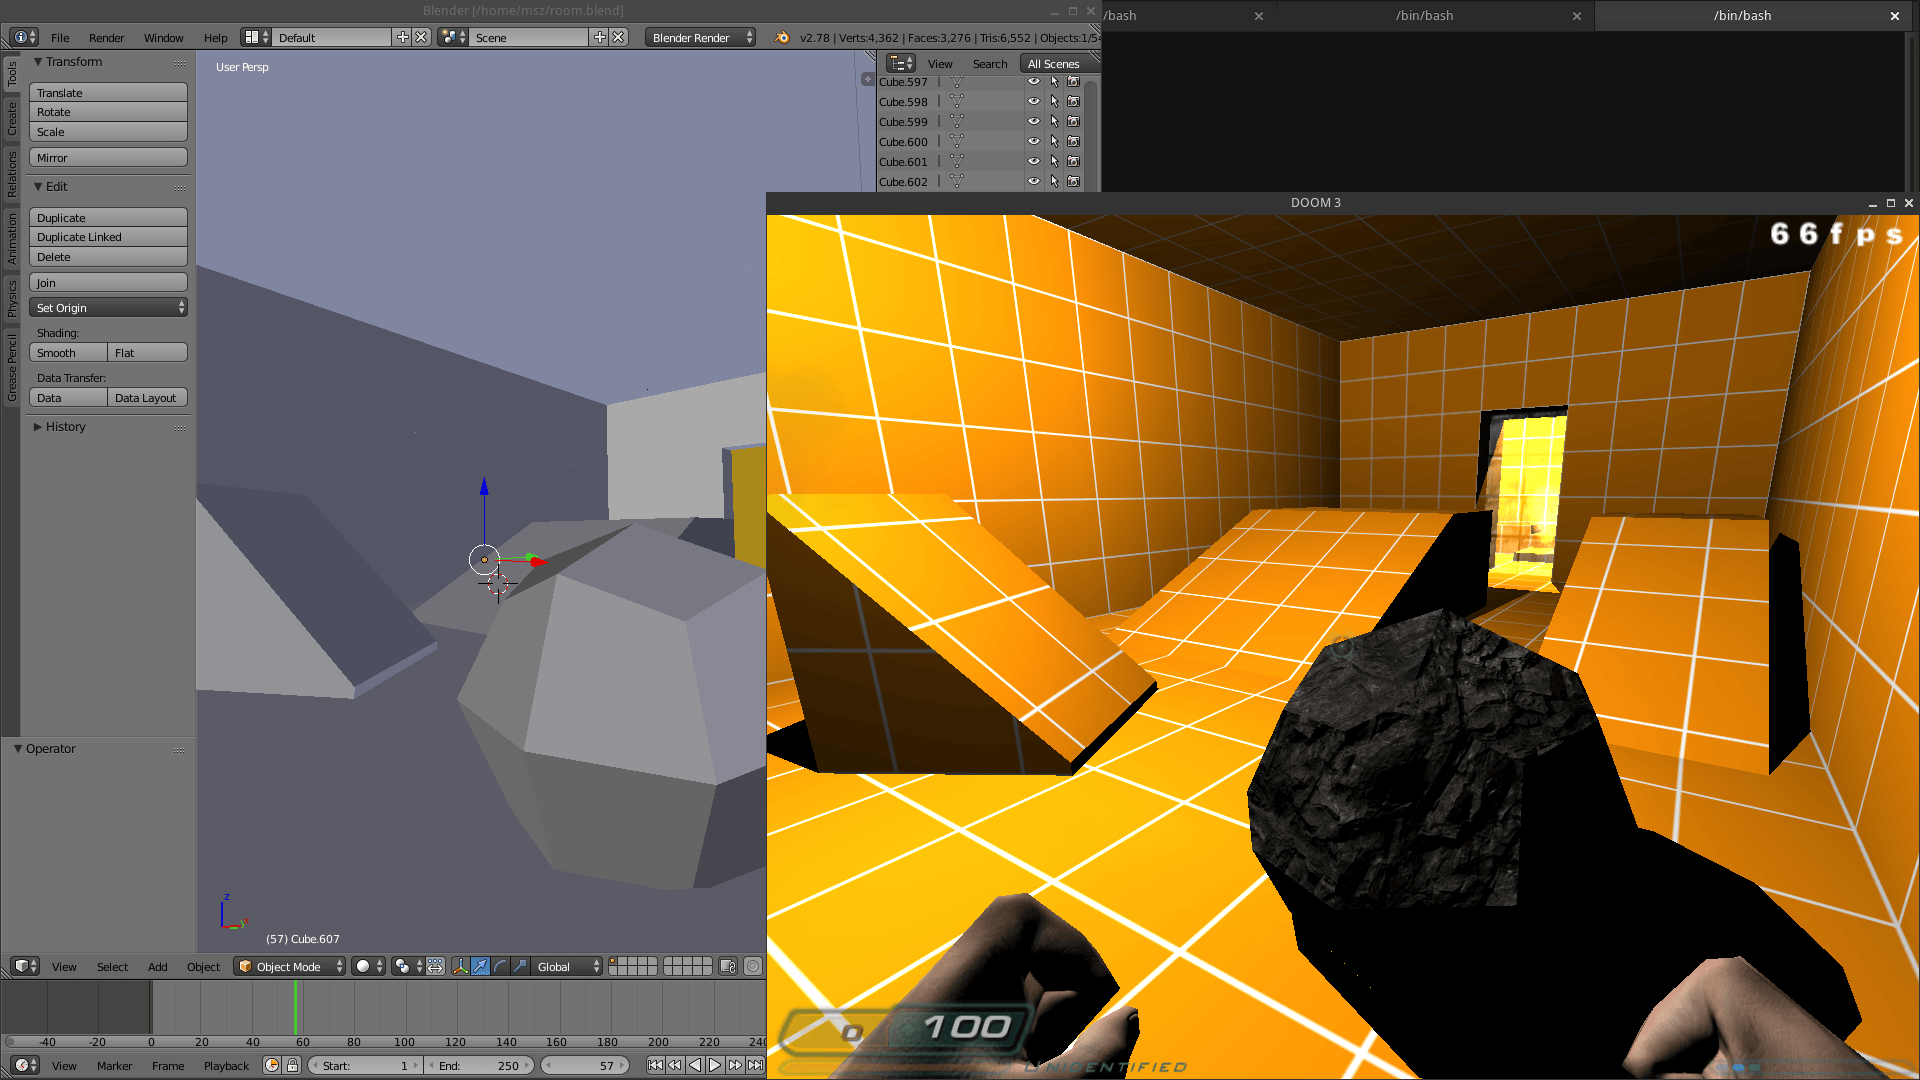 Blender [/home/msz/room.blend]
/bin/bash
/bin/bash
/bin/bash
File Render Window Help Default Scene Blender Render v2.78 | Verts:4,362 | Faces:3,276 | Tris:6,552 | Objects:1/54
Tools
Create
Relations
Animation
Physics
Grease Pencil
Transform
Translate
Rotate
Scale
Mirror
Edit
Duplicate
Duplicate Linked
Delete
Join
Set Origin
Shading:
Smooth Flat
Data Transfer:
Data Data Layout
History
Operator
User Persp
z
(57) Cube.607
View Search All Scenes
Cube.597
Cube.598
Cube.599
Cube.600
Cube.601
Cube.602
DOOM 3
66fps
0 100
UNIDENTIFIED
View Select Add Object Object Mode Global
-40 -20 0 20 40 60 80 100 120 140 160 180 200 220 240
View Marker Frame Playback Start: 1 End: 250 57